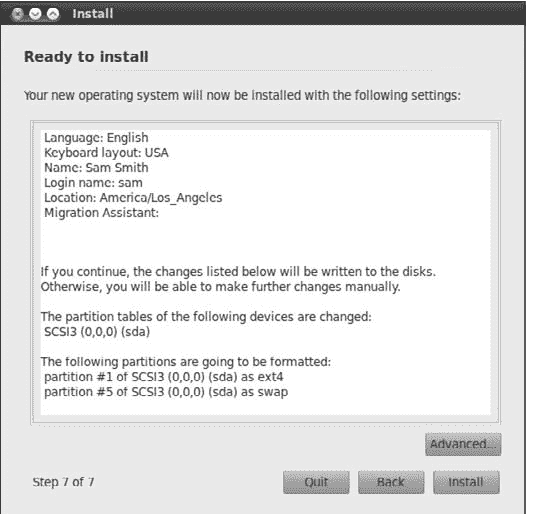 Install
Ready to install
Your new operating system will now be installed with the following settings:
Language: English
Keyboard layout: USA
Name: Sam Smith
Login name: sam
Location: America/Los_Angeles
Migration Assistant:
If you continue, the changes listed below will be written to the disks.
Otherwise, you will be able to make further changes manually.
The partition tables of the following devices are changed:
SCSI3 (0,0,0) (sda)
The following partitions are going to be formatted:
partition #1 of SCSI3 (0,0,0) (sda) as ext4
partition #5 of SCSI3 (0,0,0) (sda) as swap
Advanced...
Step 7 of 7
Quit
Back
Install